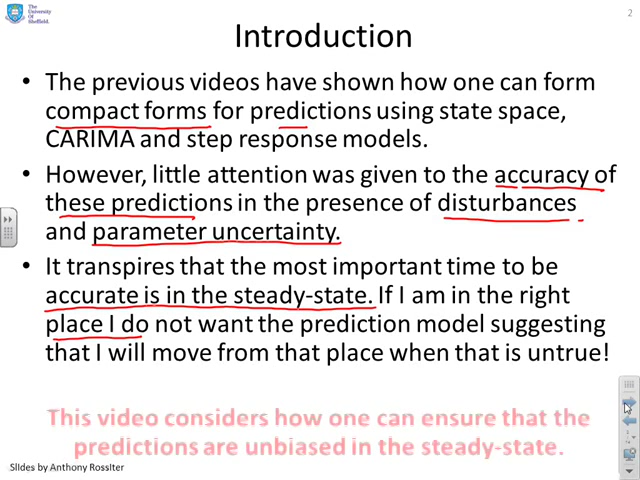 The
University
Of
Sheffield.
2
Introduction
• The previous videos have shown how one can form
compact forms for predictions using state space,
CARIMA and step response models.
• However, little attention was given to the accuracy of
these predictions in the presence of disturbances
and parameter uncertainty.
• It transpires that the most important time to be
accurate is in the steady-state. If I am in the right
place I do not want the prediction model suggesting
that I will move from that place when that is untrue!
This video considers how one can ensure that the
predictions are unbiased in the steady-state.
Slides by Anthony Rossiter